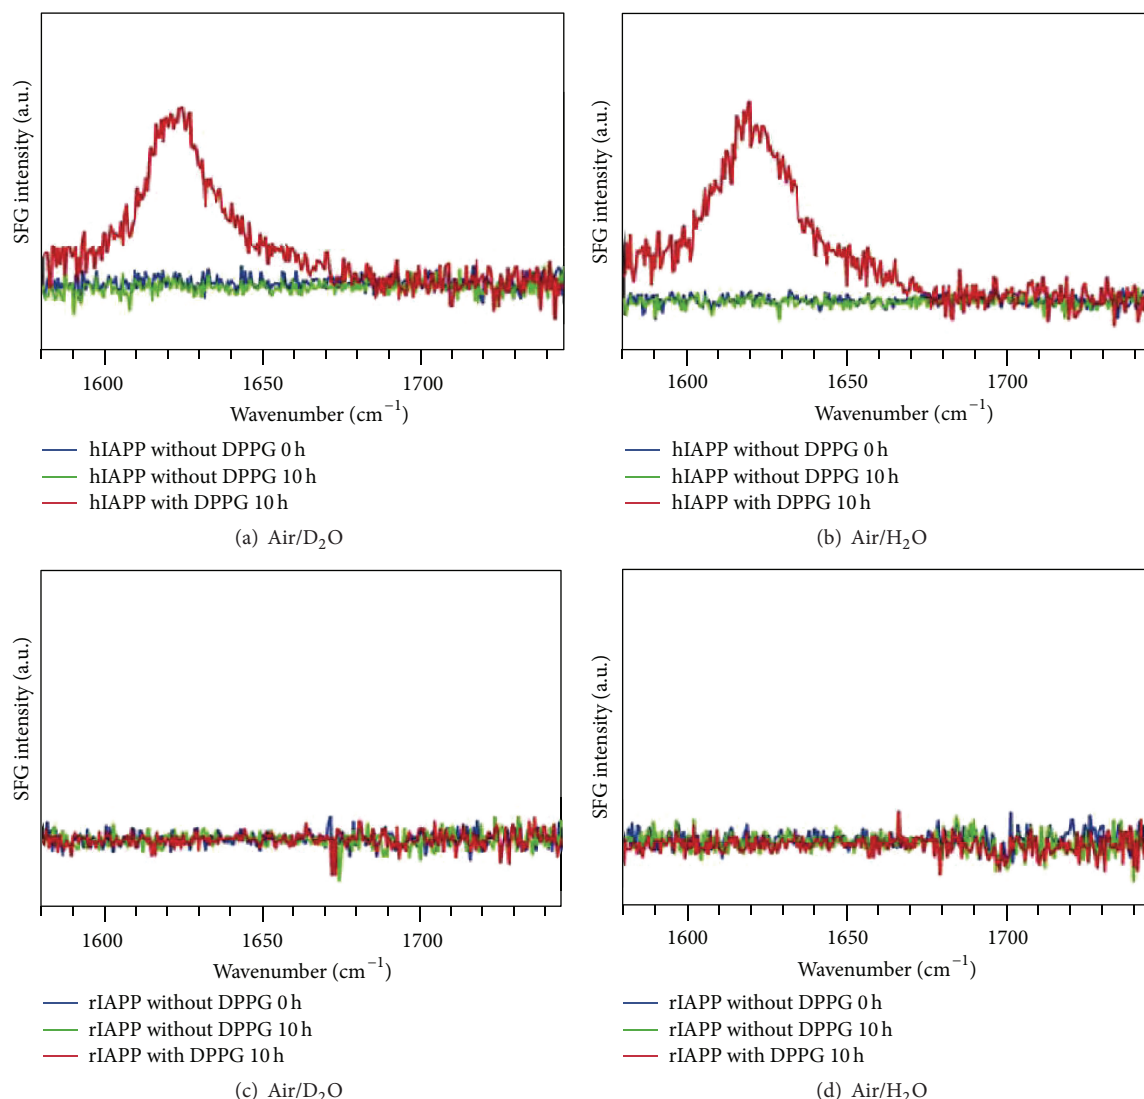 SFG intensity (a.u.)
1600 1650 1700
Wavenumber (cm⁻¹)
hIAPP without DPPG 0 h
hIAPP without DPPG 10 h
hIAPP with DPPG 10 h
(a) Air/D₂O
SFG intensity (a.u.)
1600 1650 1700
Wavenumber (cm⁻¹)
hIAPP without DPPG 0 h
hIAPP without DPPG 10 h
hIAPP with DPPG 10 h
(b) Air/H₂O
SFG intensity (a.u.)
1600 1650 1700
Wavenumber (cm⁻¹)
rIAPP without DPPG 0 h
rIAPP without DPPG 10 h
rIAPP with DPPG 10 h
(c) Air/D₂O
SFG intensity (a.u.)
1600 1650 1700
Wavenumber (cm⁻¹)
rIAPP without DPPG 0 h
rIAPP without DPPG 10 h
rIAPP with DPPG 10 h
(d) Air/H₂O